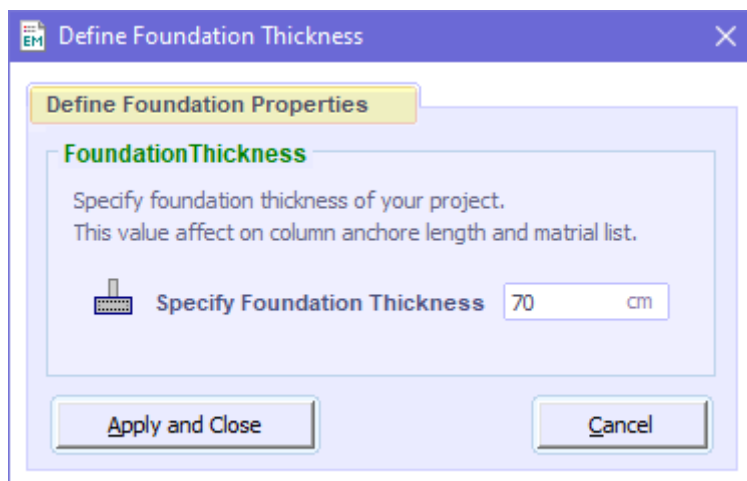 EM Define Foundation Thickness
Define Foundation Properties
FoundationThickness
Specify foundation thickness of your project.
This value affect on column anchore length and matrial list.
Specify Foundation Thickness 70 cm
Apply and Close Cancel